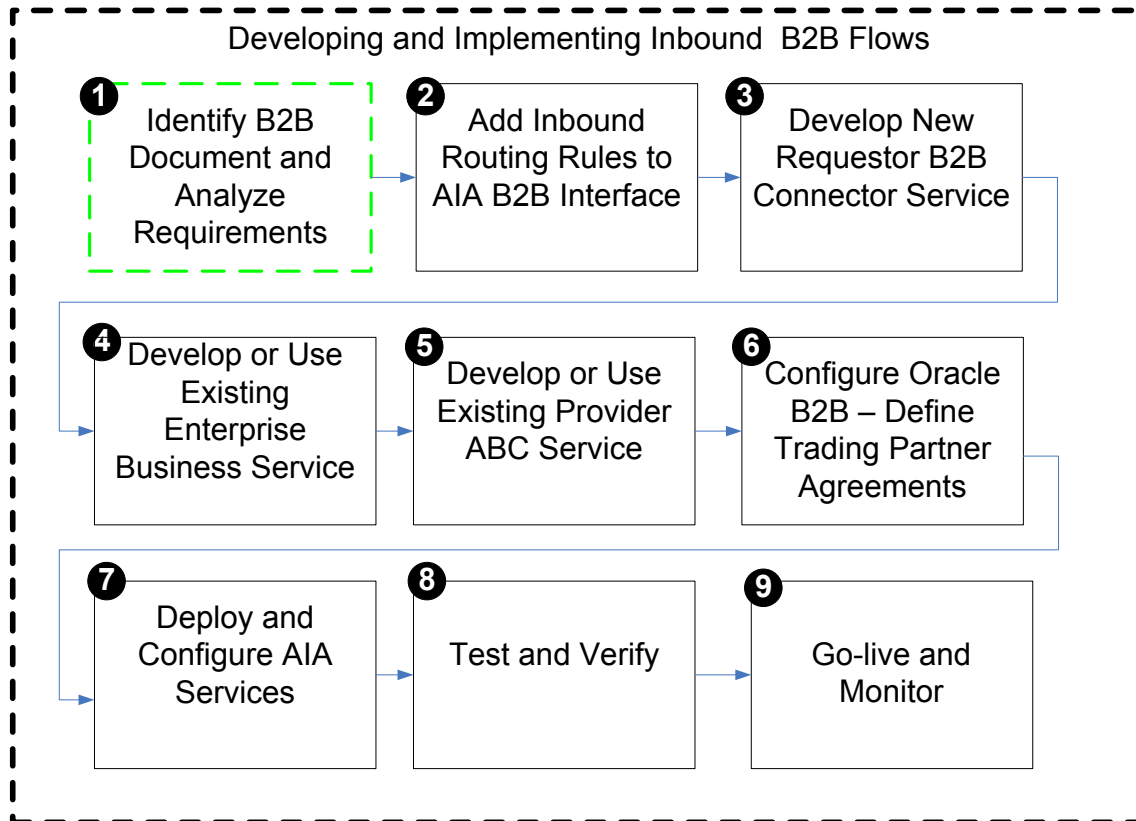 Developing and Implementing Inbound  B2B Flows
1
Identify B2B
Document and
Analyze
Requirements
2
Add Inbound
Routing Rules to
AIA B2B Interface
3
Develop New
Requestor B2B
Connector Service
4
Develop or Use
Existing
Enterprise
Business Service
5
Develop or Use
Existing Provider
ABC Service
6
Configure Oracle
B2B – Define
Trading Partner
Agreements
7
Deploy and
Configure AIA
Services
8
Test and Verify
9
Go-live and
Monitor